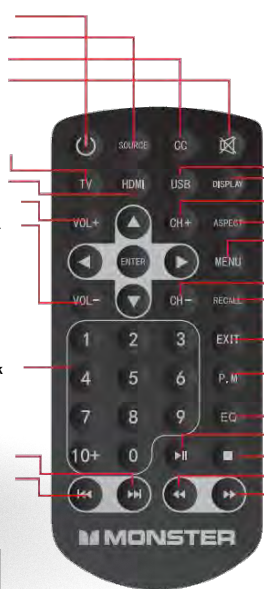 SOURCE CC
TV HDMI USB DISPLAY
VOL+ CH+ ASPECT
ENTER MENU
VOL- CH- RECALL
1 2 3 EXIT
4 5 6 P.M
k
7 8 9 EQ
10+ 0
MONSTER